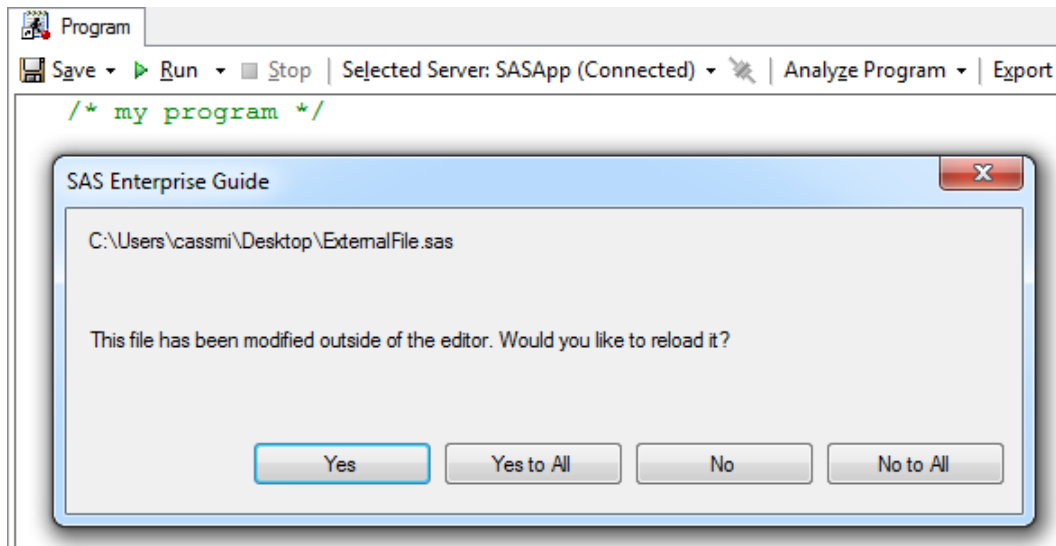 Program
Save Run Stop Selected Server: SASApp (Connected) Analyze Program Export
/* my program */
SAS Enterprise Guide
C:\Users\cassmi\Desktop\ExternalFile.sas
This file has been modified outside of the editor. Would you like to reload it?
Yes Yes to All No No to All